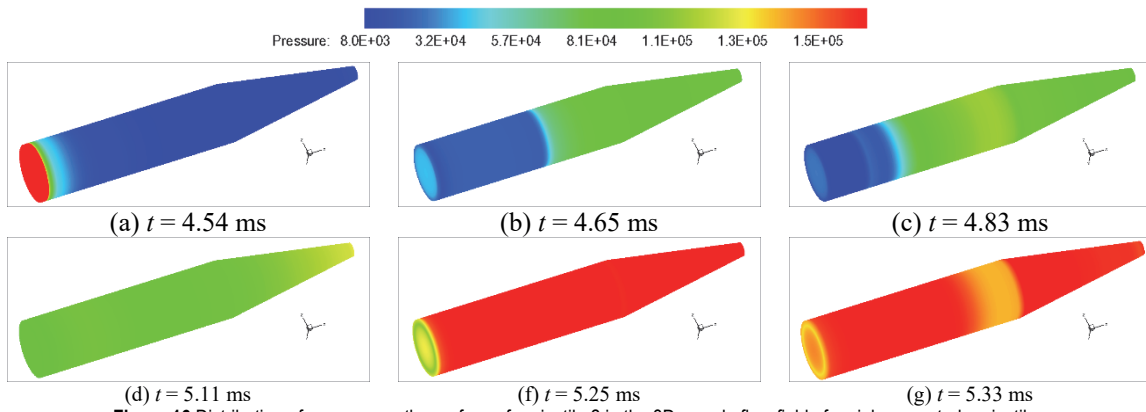 Pressure: 8.0E+03 3.2E+04 5.7E+04 8.1E+04 1.1E+05 1.3E+05 1.5E+05
(a) t = 4.54 ms (b) t = 4.65 ms (c) t = 4.83 ms
(d) t = 5.11 ms (f) t = 5.25 ms (g) t = 5.33 ms